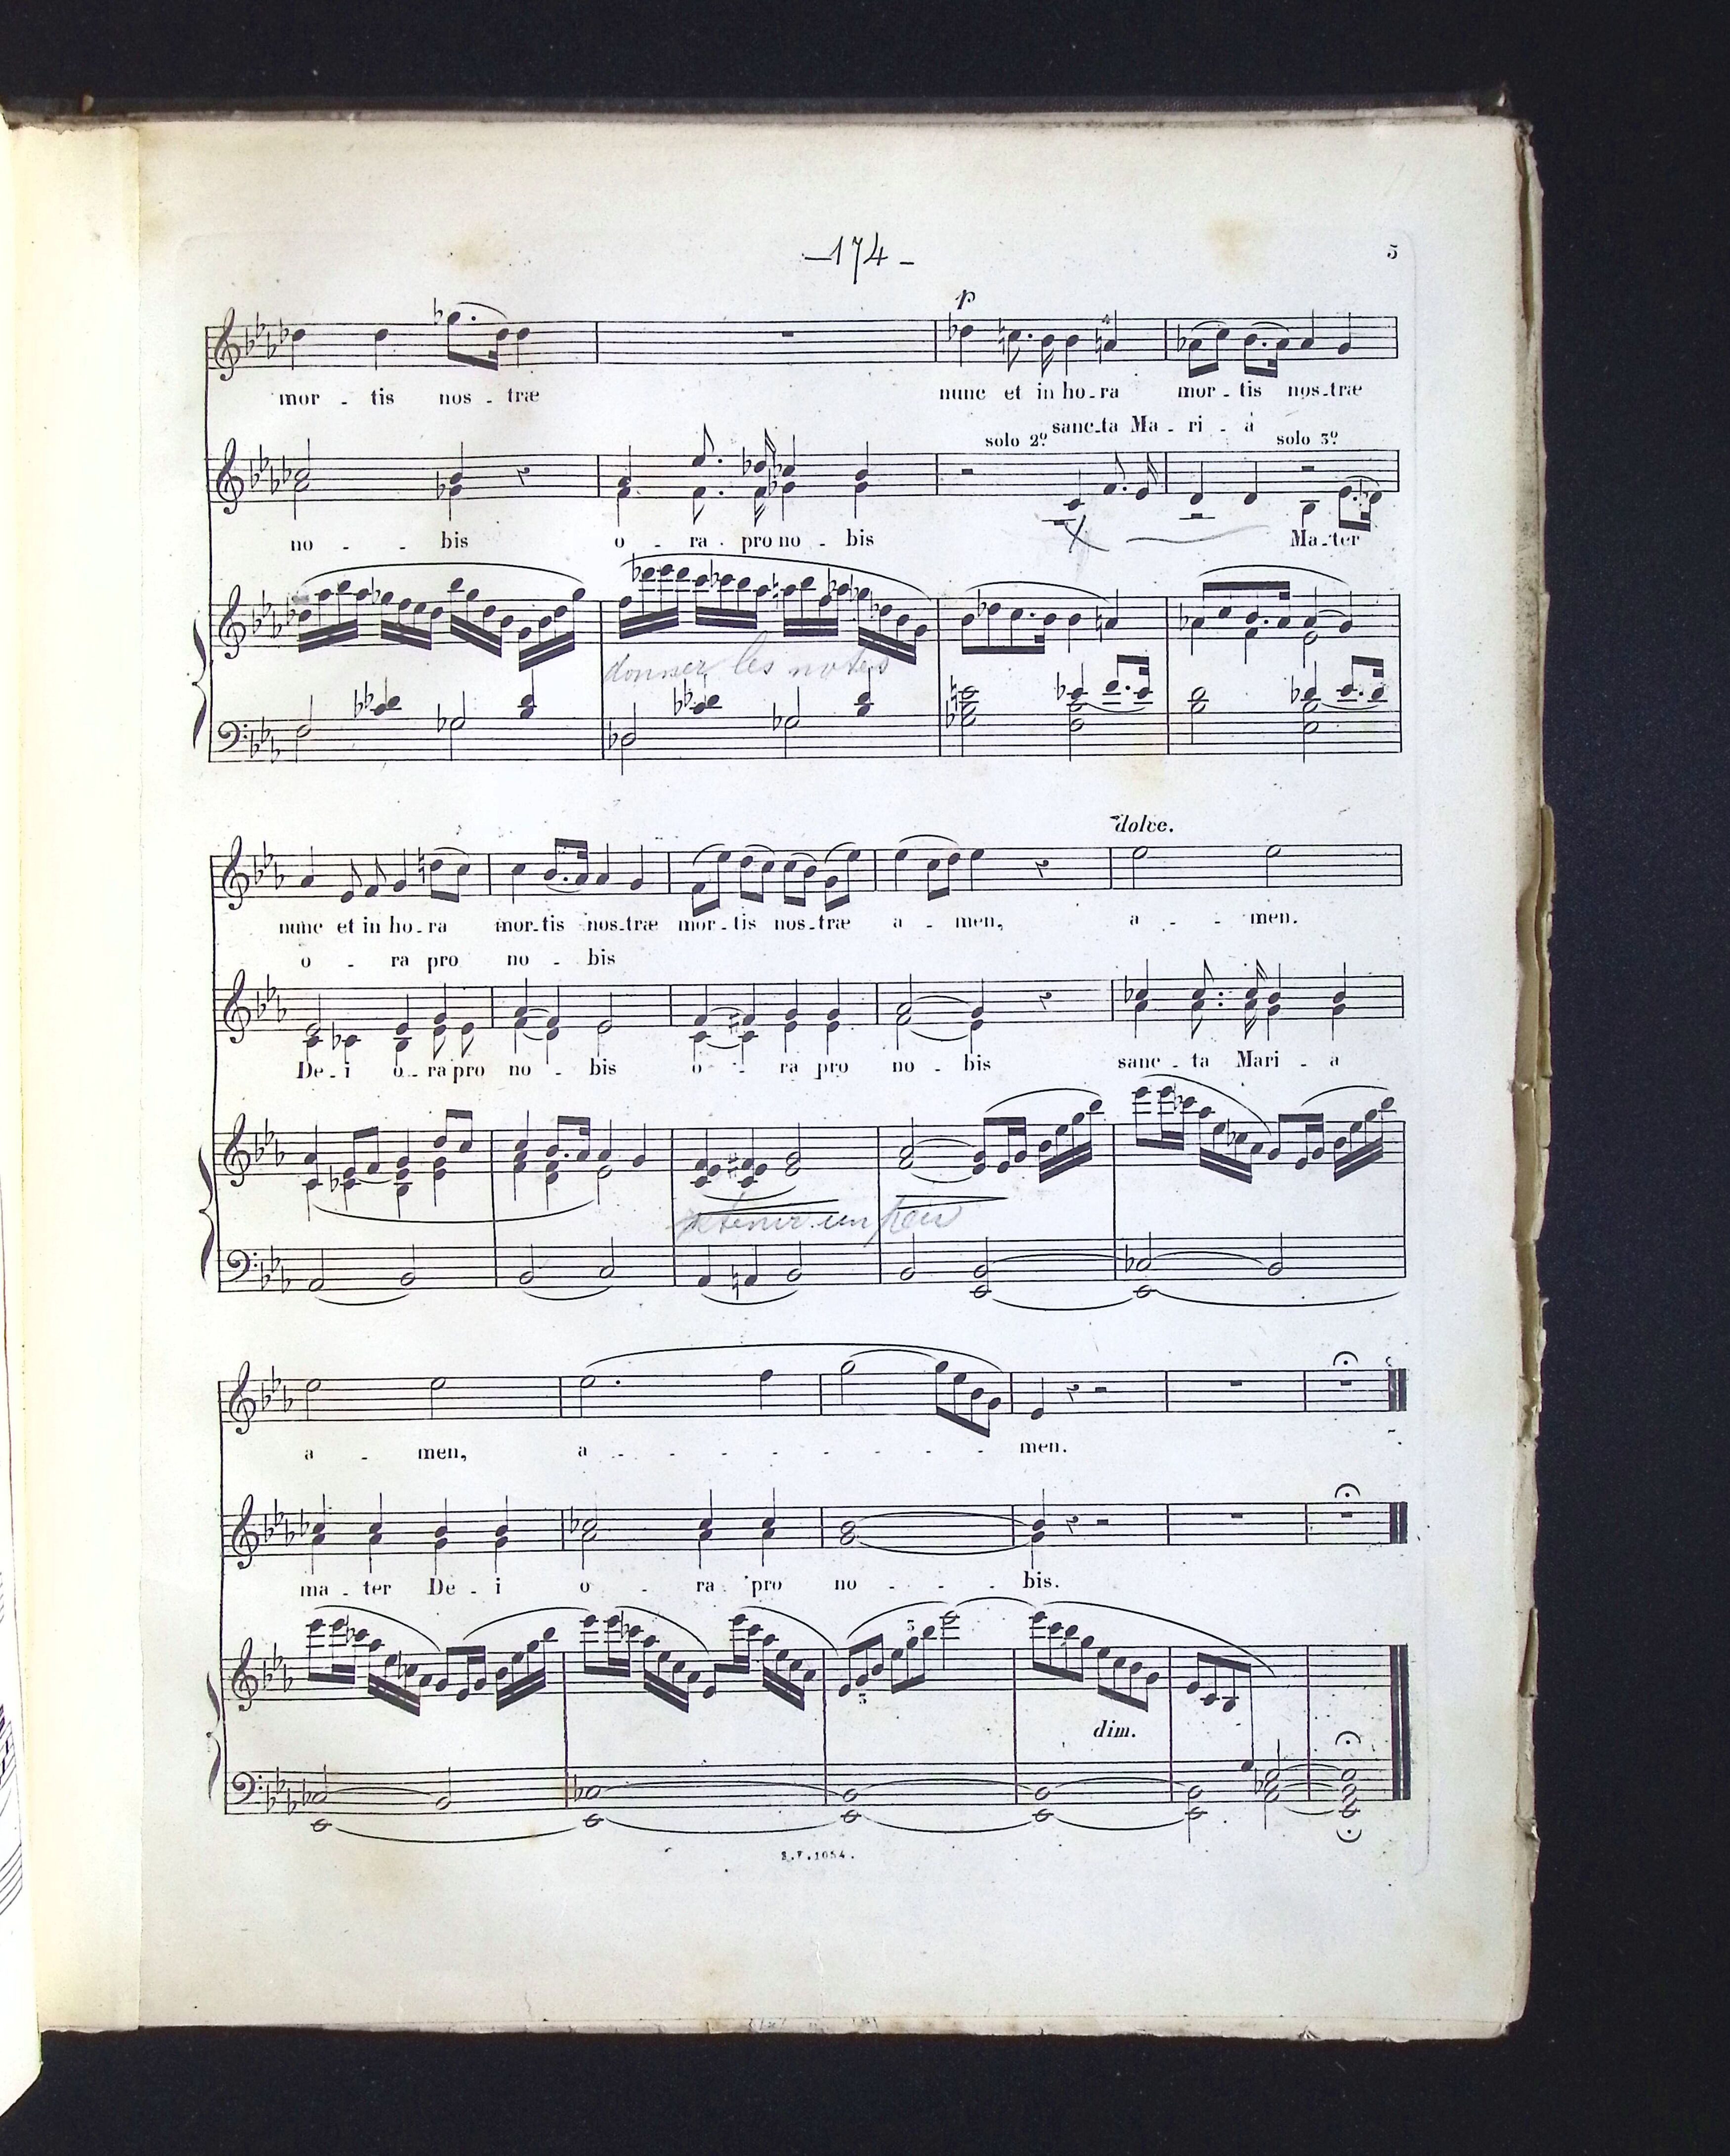 —174—
5
p
mor - tis nos - træ nunc et in ho - ra mor - tis nos - træ
sanc - ta Ma - ri - a
solo 2º solo 3º
no - - bis o - ra - pro no - bis Ma - ter
donner les notes
dolce.
nunc et in ho - ra mor - tis nos - træ mor - tis nos - træ a - men, a - - men.
o - ra pro no - bis
De - i o - ra pro no - bis o - ra pro no - bis sanc - ta Mari - a
retenir un peu
a - men, a - - - - - - - men.
ma - ter De - i o - ra pro no - - - bis.
3
3
dim.
S.F.1054.